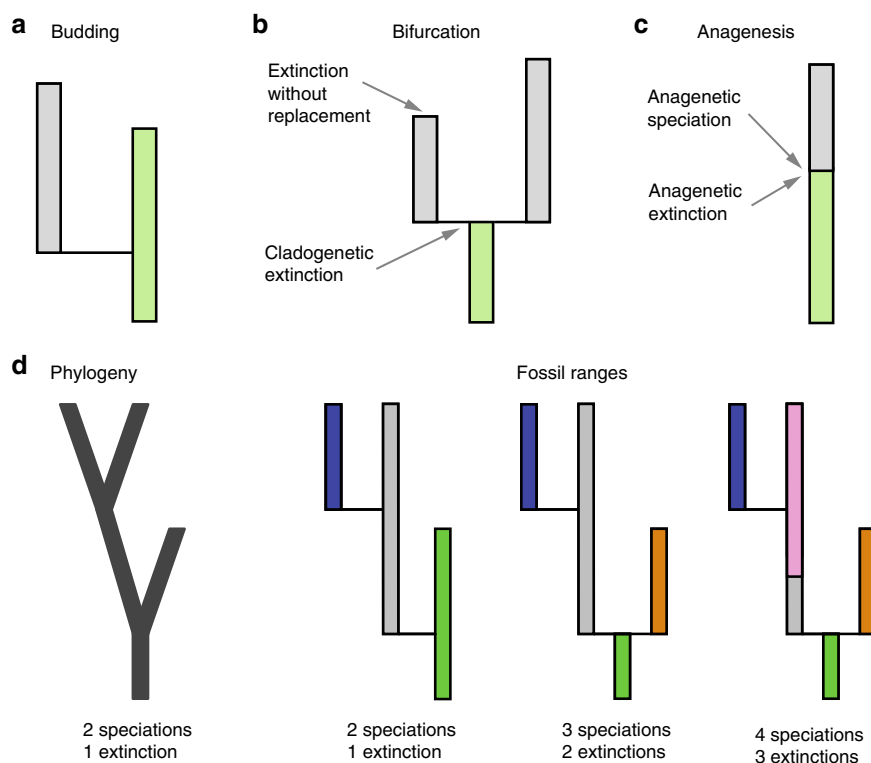 a Budding
b Bifurcation
c Anagenesis
Extinction
without
replacement
Cladogenetic
extinction
Anagenetic
speciation
Anagenetic
extinction
d Phylogeny
Fossil ranges
2 speciations
1 extinction
2 speciations
1 extinction
3 speciations
2 extinctions
4 speciations
3 extinctions